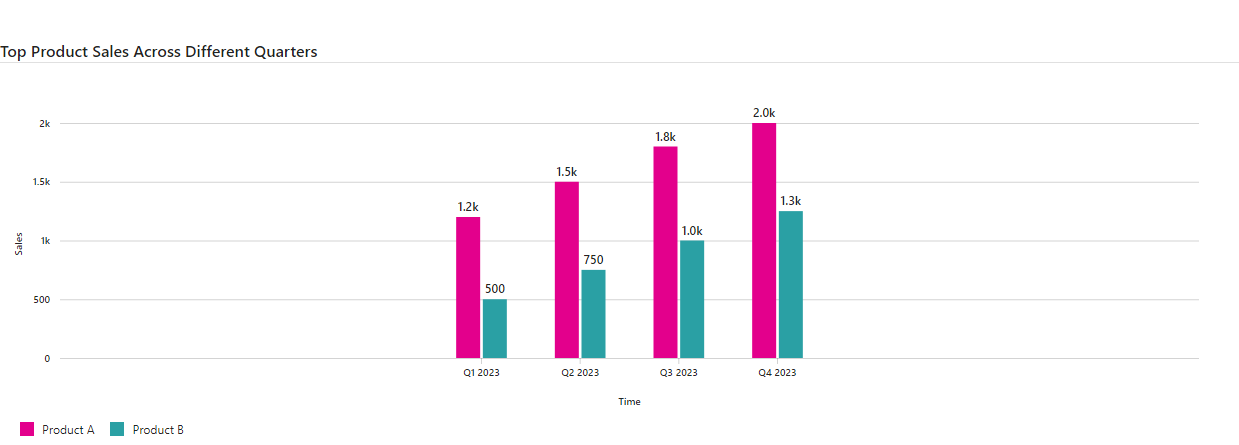 Top Product Sales Across Different Quarters
2.0k
2k
1.8k
1.5k
1.5k
1.3k
1.2k
1.0k
1k
Sales
750
500
500
0
Q1 2023 Q2 2023 Q3 2023 Q4 2023
Time
Product A Product B